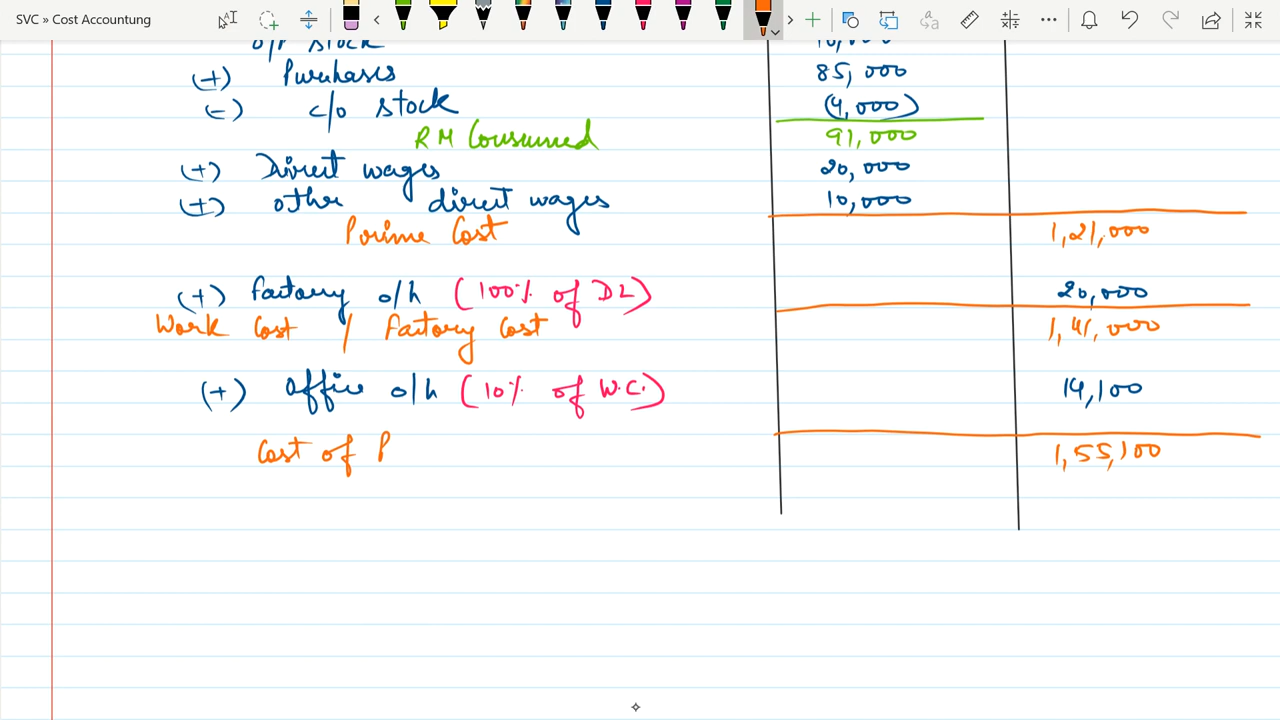 SVC » Cost Accountung
o/p stock 10,000
(+) Purchases 85,000
(-) c/o stock (4,000)
RM Consumed 91,000
(+) Direct wages 20,000
(+) other direct wages 10,000
Prime Cost 1,21,000
(+) factory o/h (100% of DL) 20,000
Work Cost / factory Cost 1,41,000
(+) office o/h (10% of W.C.) 14,100
Cost of P 1,55,100